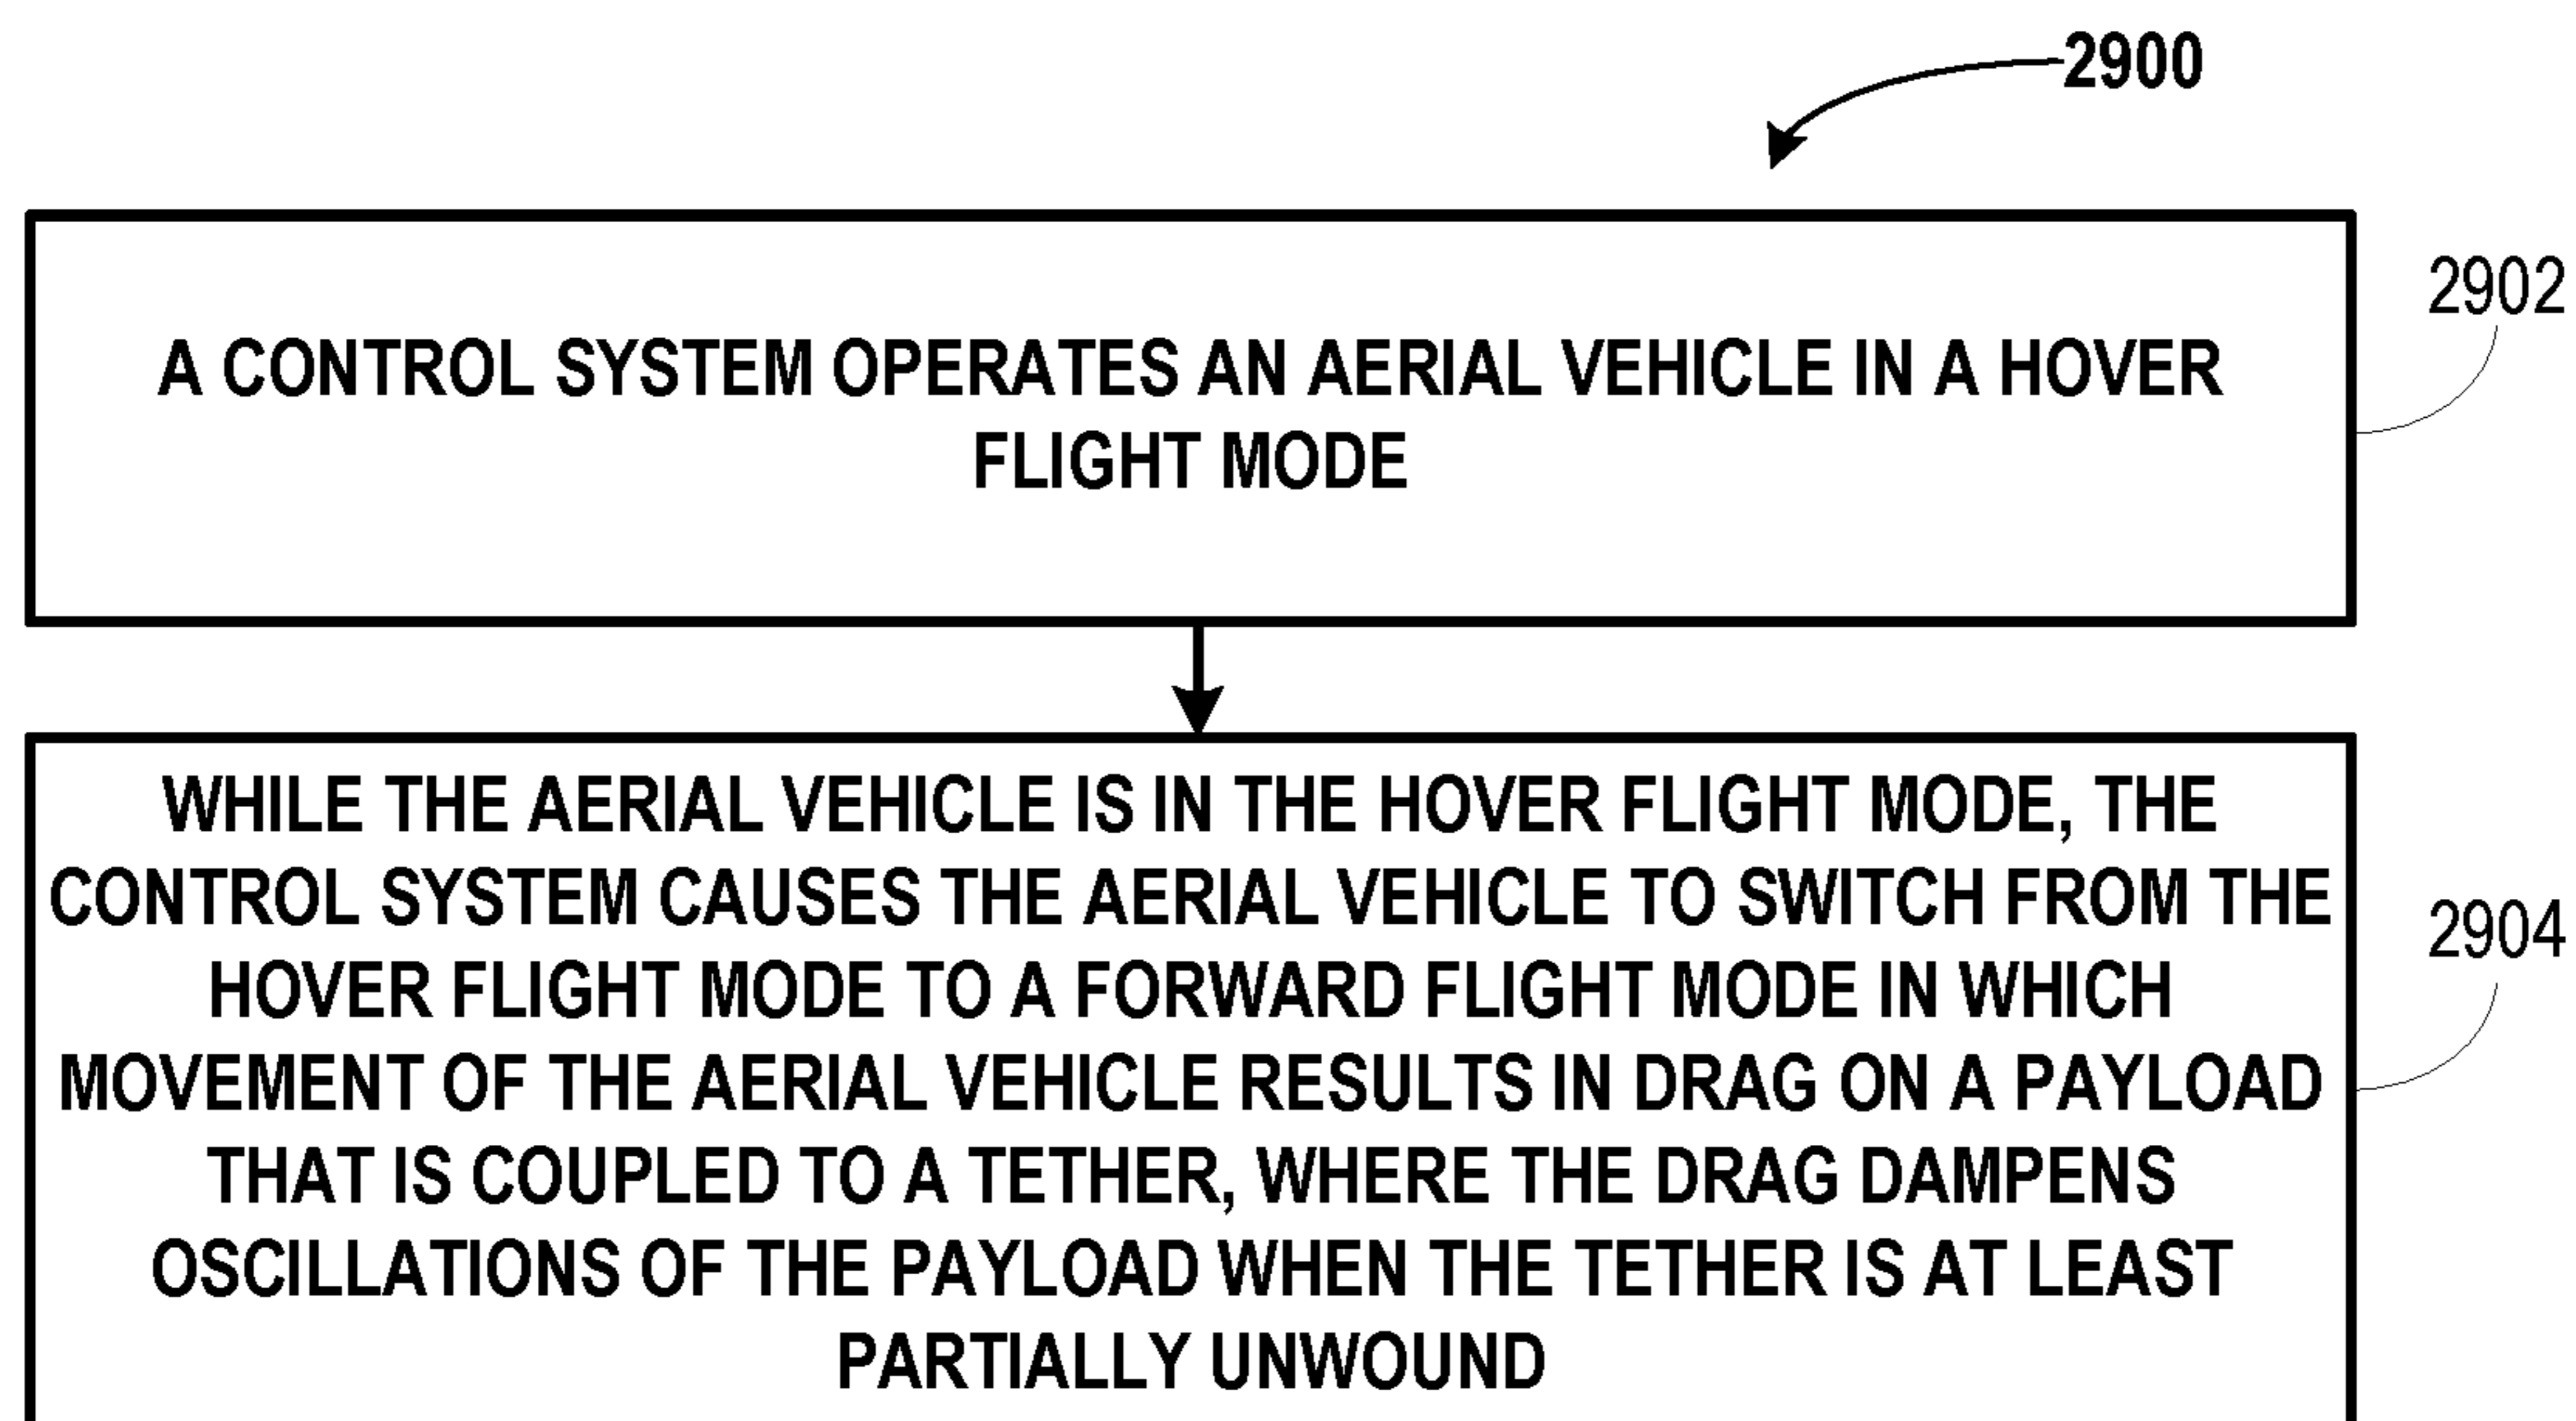 2900
2902
A CONTROL SYSTEM OPERATES AN AERIAL VEHICLE IN A HOVER
FLIGHT MODE
WHILE THE AERIAL VEHICLE IS IN THE HOVER FLIGHT MODE, THE
CONTROL SYSTEM CAUSES THE AERIAL VEHICLE TO SWITCH FROM THE
2904
HOVER FLIGHT MODE TO A FORWARD FLIGHT MODE IN WHICH
MOVEMENT OF THE AERIAL VEHICLE RESULTS IN DRAG ON A PAYLOAD
THAT IS COUPLED TO A TETHER, WHERE THE DRAG DAMPENS
OSCILLATIONS OF THE PAYLOAD WHEN THE TETHER IS AT LEAST
PARTIALLY UNWOUND